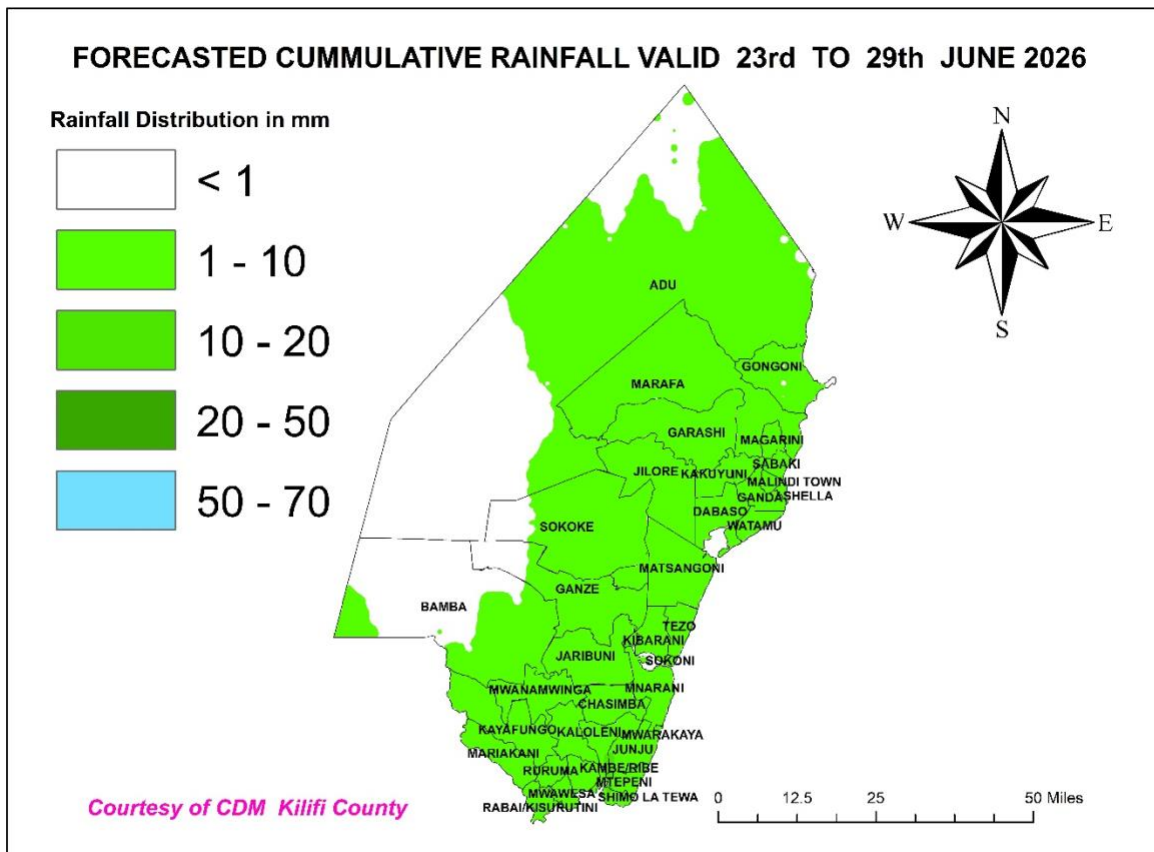 FORECASTED CUMMULATIVE RAINFALL VALID 23rd TO 29th JUNE 2026
Rainfall Distribution in mm
< 1
1 - 10
10 - 20
20 - 50
50 - 70
N
W
E
S
ADU
GONGONI
MARAFA
GARASHI
MAGARINI
SABAKI
JILORE
KAKUYUNI
MALINDI TOWN
GANDA
SHELLA
DABASO
WATAMU
SOKOKE
MATSANGONI
GANZE
BAMBA
TEZO
KIBARANI
JARIBUNI
SOKONI
MWANAMWINGA
MNARANI
CHASIMBA
KAYAFUNGO
KALOLENI
MWARAKAYA
JUNJU
MARIAKANI
RURUMA
KAMBE/RIBE
MTEPENI
MWAWESA
SHIMO LA TEWA
RABAI/KISURUTINI
Courtesy of CDM Kilifi County
0 12.5 25 50 Miles